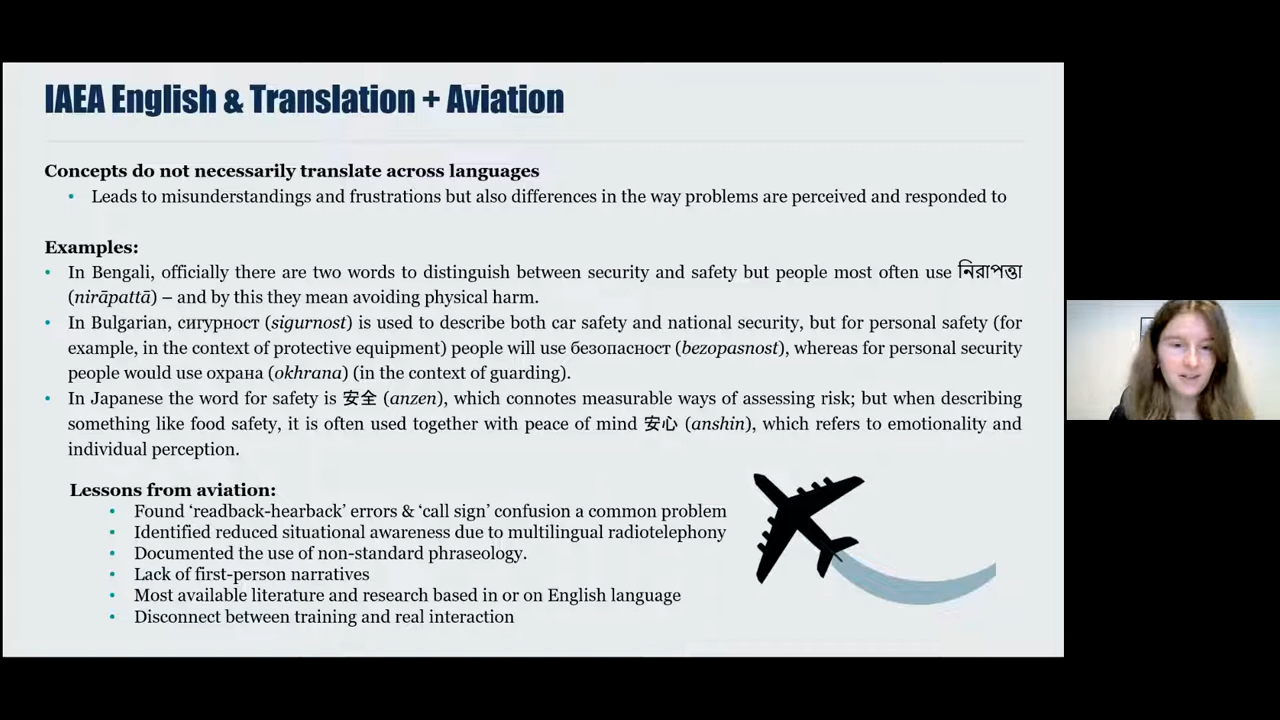 IAEA English & Translation + Aviation
Concepts do not necessarily translate across languages
• Leads to misunderstandings and frustrations but also differences in the way problems are perceived and responded to
Examples:
• In Bengali, officially there are two words to distinguish between security and safety but people most often use নিরাপত্তা
(nirāpattā) – and by this they mean avoiding physical harm.
• In Bulgarian, сигурност (sigurnost) is used to describe both car safety and national security, but for personal safety (for
example, in the context of protective equipment) people will use безопасност (bezopasnost), whereas for personal security
people would use охрана (okhrana) (in the context of guarding).
• In Japanese the word for safety is 安全 (anzen), which connotes measurable ways of assessing risk; but when describing
something like food safety, it is often used together with peace of mind 安心 (anshin), which refers to emotionality and
individual perception.
Lessons from aviation:
• Found ‘readback-hearback’ errors & ‘call sign’ confusion a common problem
• Identified reduced situational awareness due to multilingual radiotelephony
• Documented the use of non-standard phraseology.
• Lack of first-person narratives
• Most available literature and research based in or on English language
• Disconnect between training and real interaction